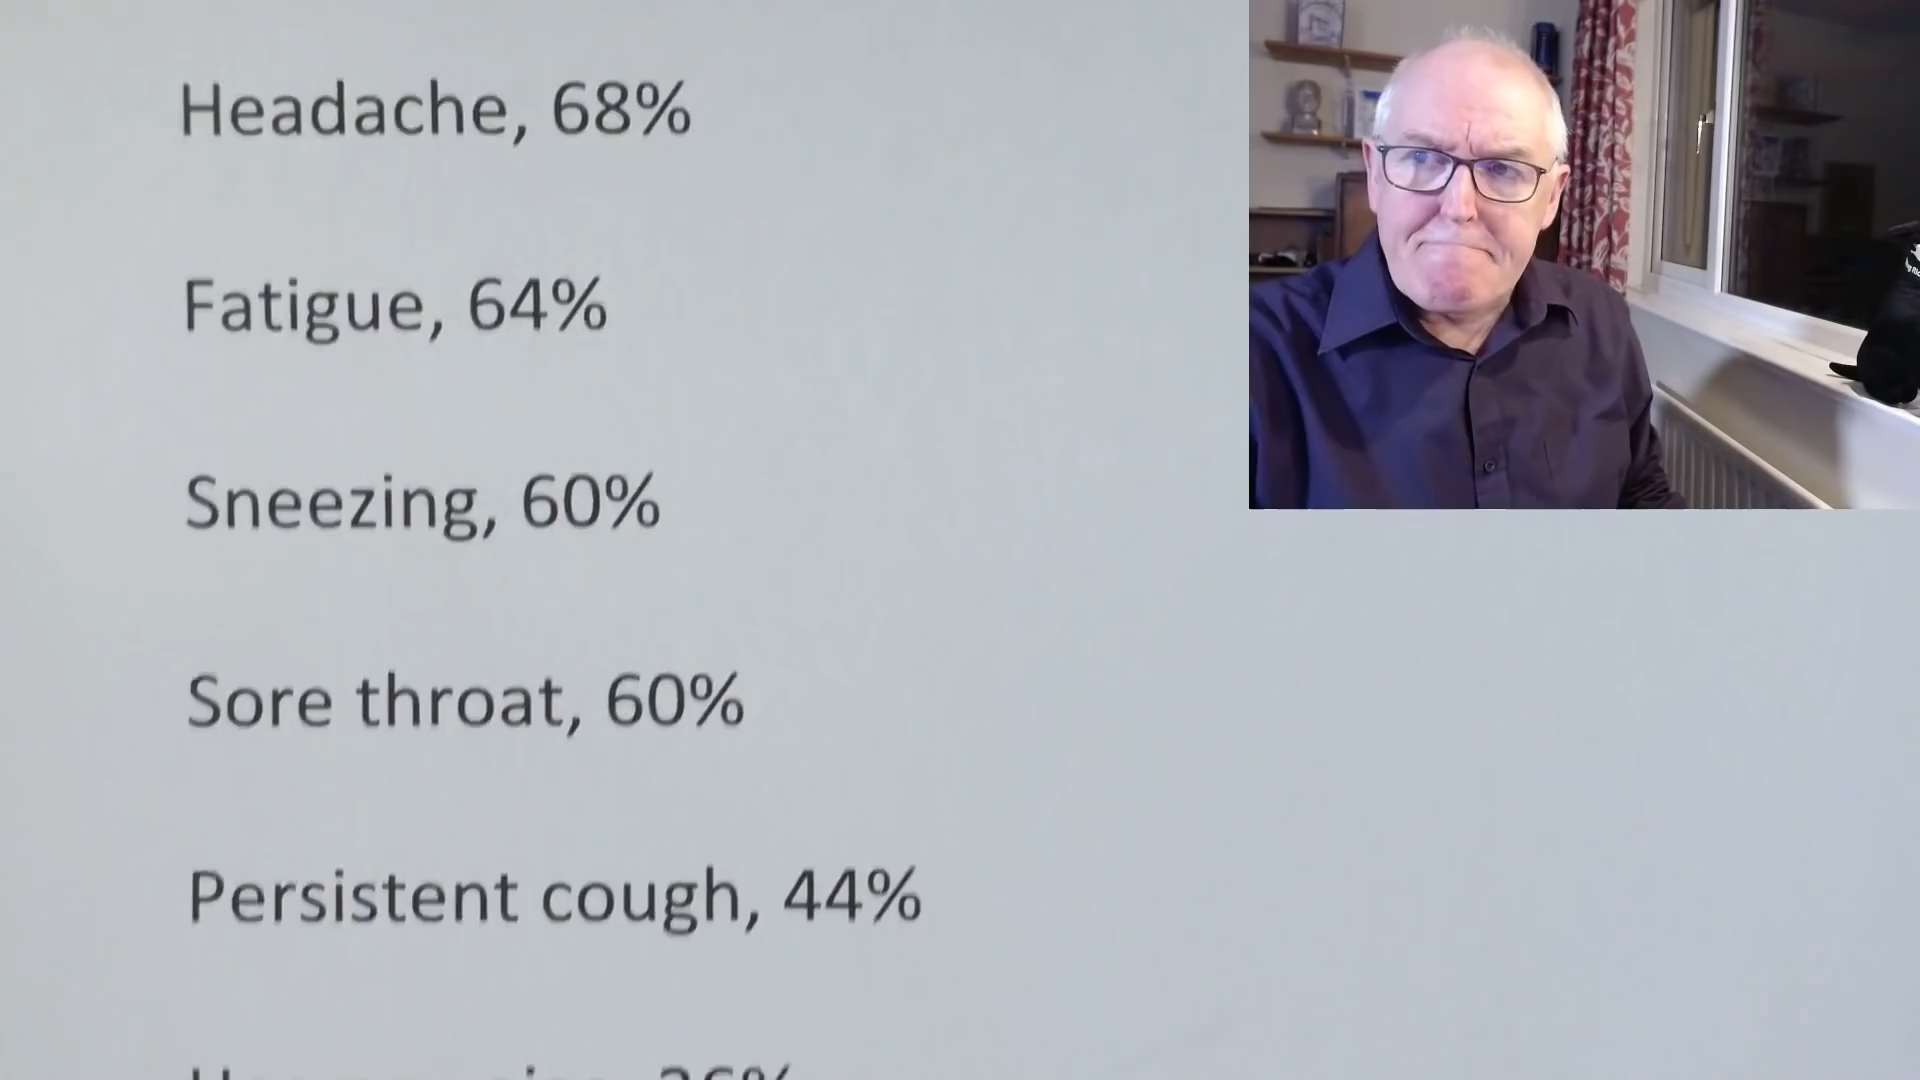 Headache, 68%
Fatigue, 64%
Sneezing, 60%
Sore throat, 60%
Persistent cough, 44%